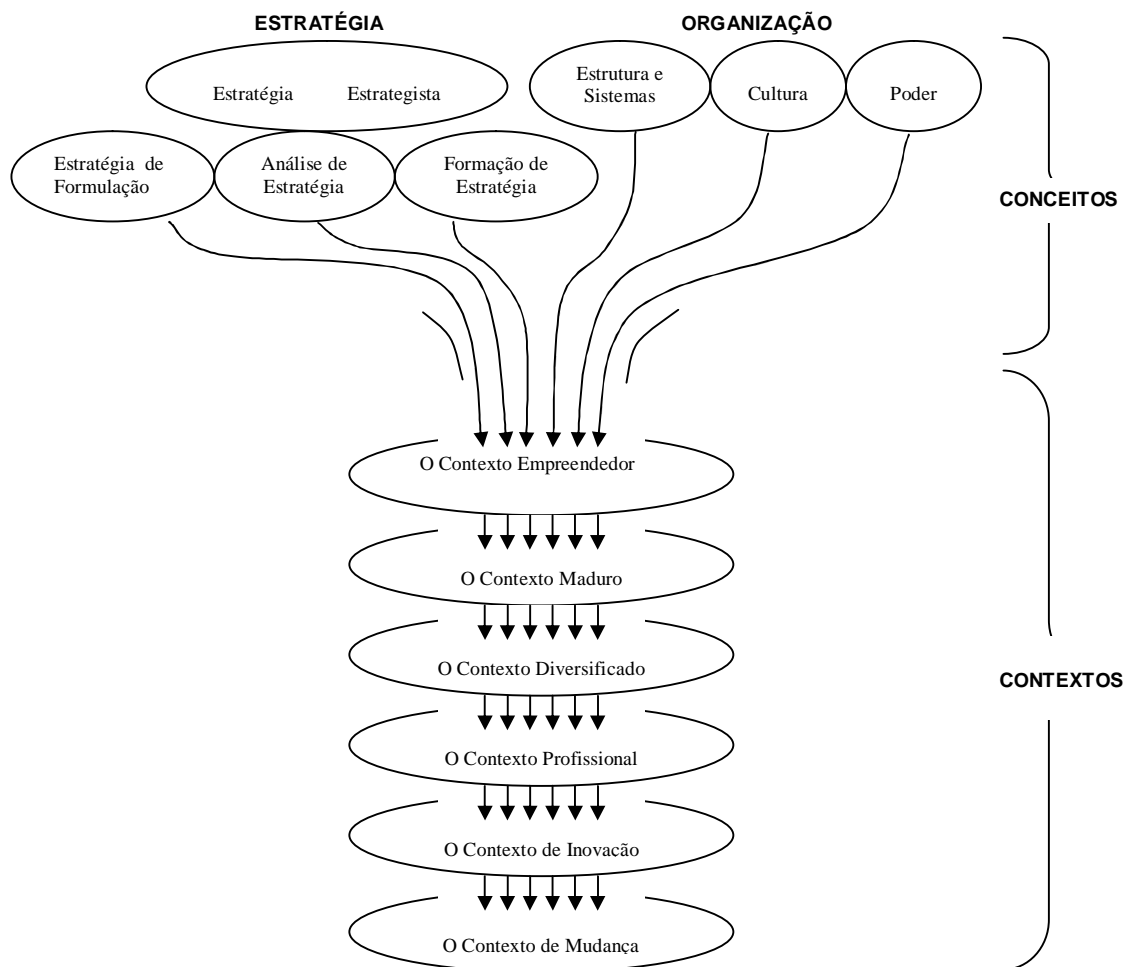 ESTRATÉGIA
ORGANIZAÇÃO
Estratégia Estrategista
Estrutura e
Sistemas
Cultura
Poder
Estratégia de
Formulação
Análise de
Estratégia
Formação de
Estratégia
CONCEITOS
O Contexto Empreendedor
O Contexto Maduro
O Contexto Diversificado
CONTEXTOS
O Contexto Profissional
O Contexto de Inovação
O Contexto de Mudança